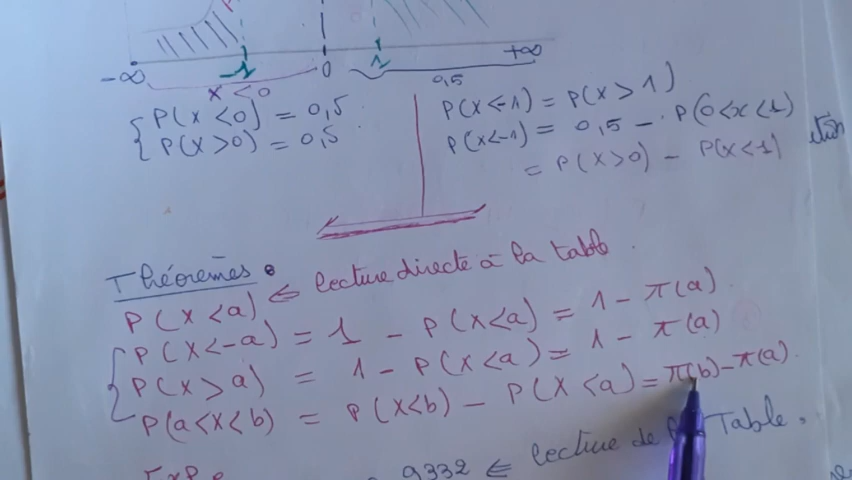 -∞ -1 0 1 +∞
x < 0 0,5
P(X<0) = 0,5
P(X>0) = 0,5
P(X<-1) = P(X>1)
P(X<-1) = 0,5 - P(0<x<1)
= P(X>0) - P(X<1)
Théorèmes :
P(X<a) ⇐ lecture directe à la table.
P(X<-a) = 1 - P(X<a) = 1 - π(a).
P(X>a) = 1 - P(X<a) = 1 - π(a)
P(a<X<b) = P(X<b) - P(X<a) = π(b) - π(a).
9332 ⇐ lecture de Table.